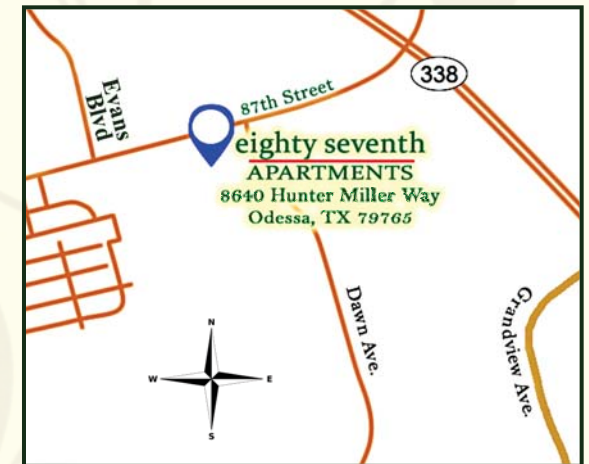 338
87th Street
Evans
Blvd
eighty seventh
APARTMENTS
8640 Hunter Miller Way
Odessa, TX 79765
Dawn Ave.
Grandview Ave.
N
W E
S